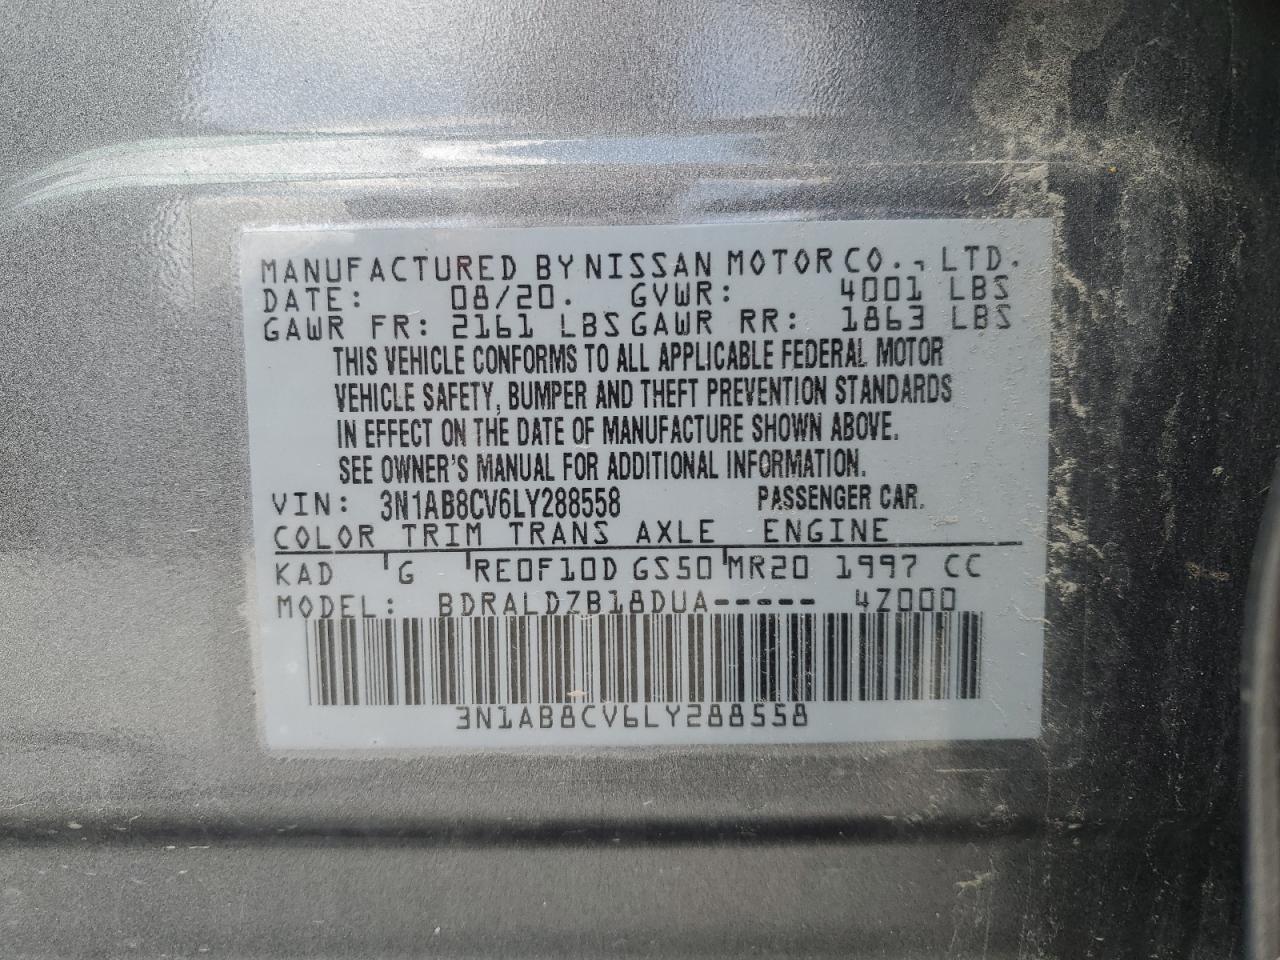 MANUFACTURED BY NISSAN MOTOR CO., LTD.
DATE: 08/20. GVWR: 4001 LBS
GAWR FR: 2161 LBS GAWR RR: 1863 LBS
THIS VEHICLE CONFORMS TO ALL APPLICABLE FEDERAL MOTOR
VEHICLE SAFETY, BUMPER AND THEFT PREVENTION STANDARDS
IN EFFECT ON THE DATE OF MANUFACTURE SHOWN ABOVE.
SEE OWNER'S MANUAL FOR ADDITIONAL INFORMATION.
VIN: 3N1AB8CV6LY288558 PASSENGER CAR.
COLOR TRIM TRANS AXLE ENGINE
KAD G RE0F10D GS50 MR20 1997 CC
MODEL: BDRALDZB18DUA----- 4Z000
3N1AB8CV6LY288558